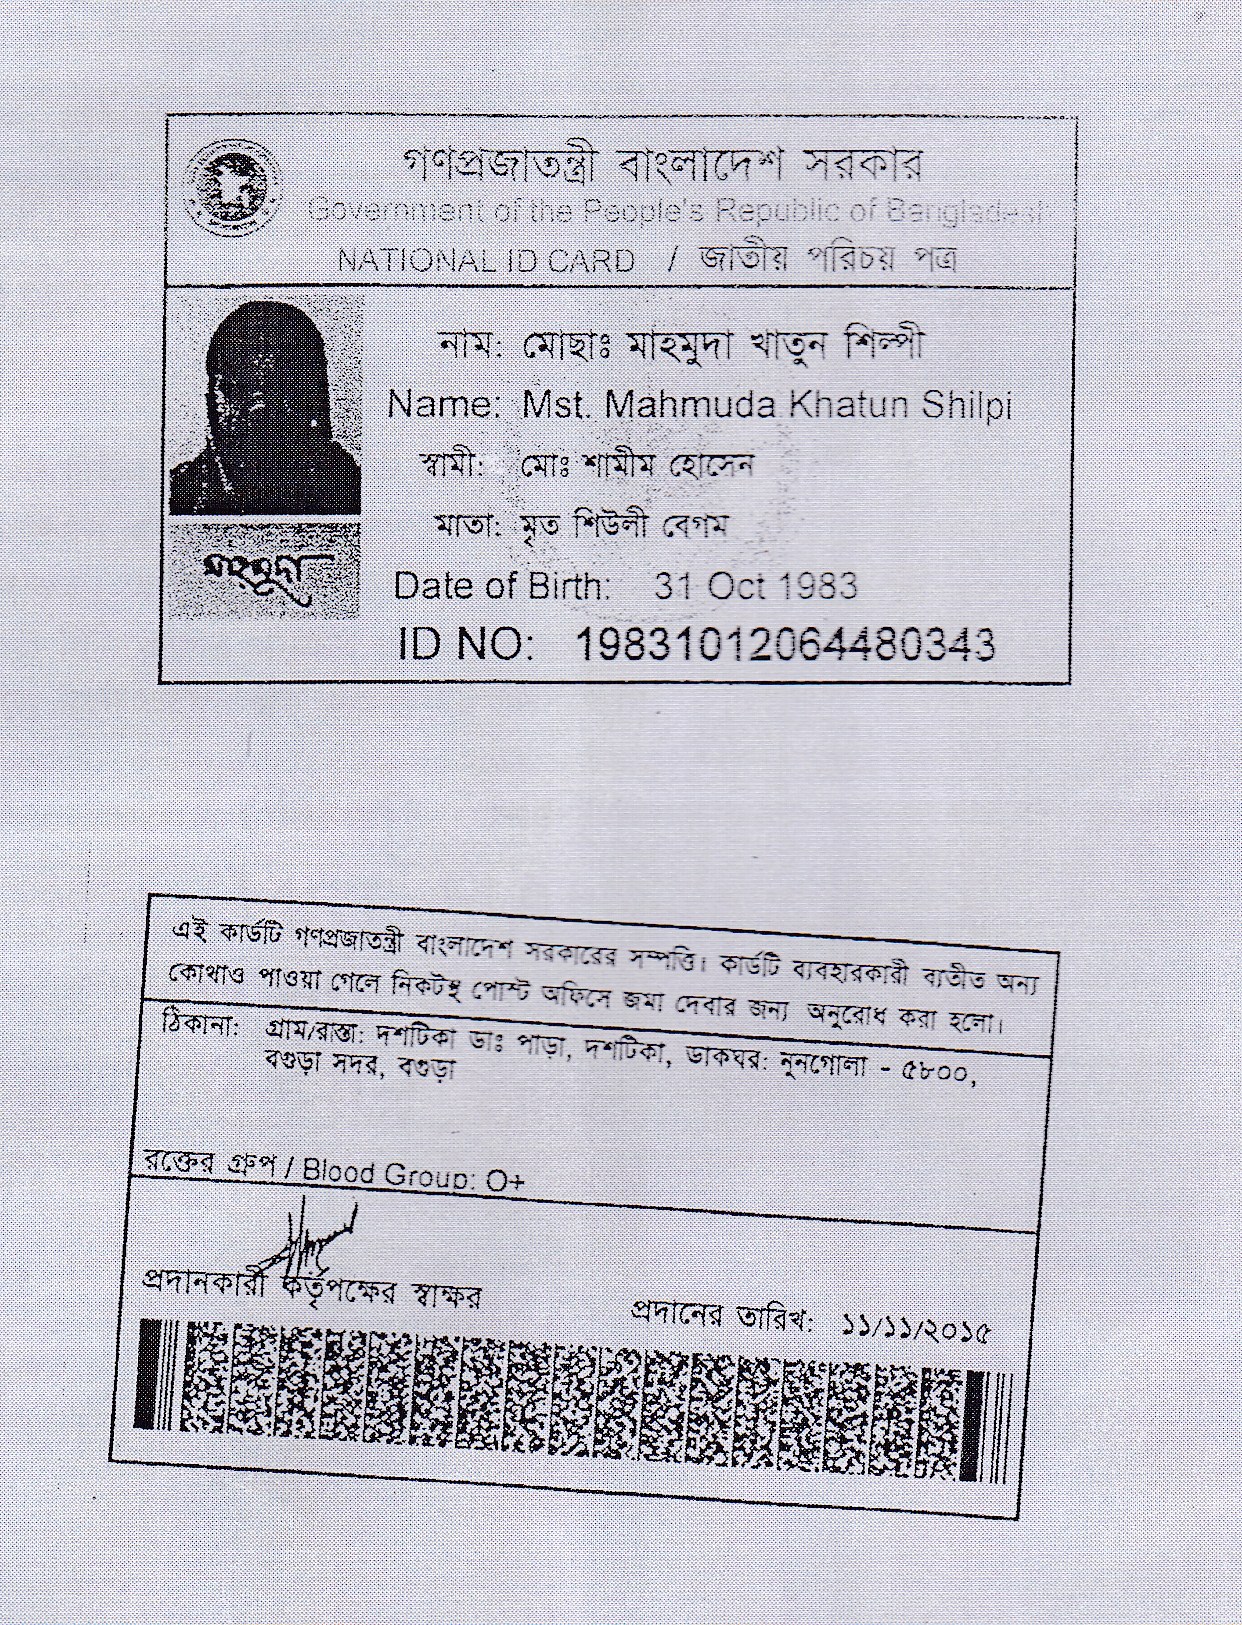 গণপ্রজাতন্ত্রী বাংলাদেশ সরকার
Government of the People's Republic of Bangladesh
NATIONAL ID CARD / জাতীয় পরিচয় পত্র
নাম: মোছাঃ মাহমুদা খাতুন শিল্পী
Name: Mst. Mahmuda Khatun Shilpi
স্বামী: মোঃ শামীম হোসেন
মাতা: মৃত শিউলী বেগম
মাহমুদা
Date of Birth: 31 Oct 1983
ID NO: 19831012064480343
এই কার্ডটি গণপ্রজাতন্ত্রী বাংলাদেশ সরকারের সম্পত্তি। কার্ডটি ব্যবহারকারী ব্যতীত অন্য
কোথাও পাওয়া গেলে নিকটস্থ পোস্ট অফিসে জমা দেবার জন্য অনুরোধ করা হলো।
ঠিকানা: গ্রাম/রাস্তা: দশটিকা ডাঃ পাড়া, দশটিকা, ডাকঘর: নুনগোলা - ৫৮০০,
বগুড়া সদর, বগুড়া
রক্তের গ্রুপ / Blood Group: O+
প্রদানকারী কর্তৃপক্ষের স্বাক্ষর
প্রদানের তারিখ: ১১/১১/২০১৫